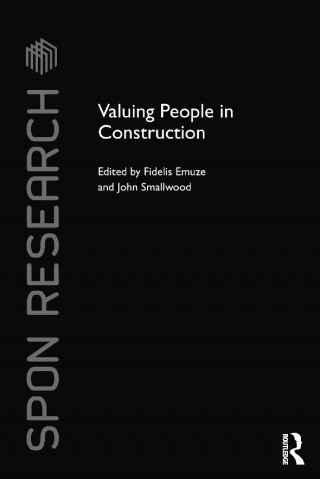 SPON RESEARCH
Valuing People in
Construction
Edited by Fidelis Emuze
and John Smallwood
ROUTLEDGE